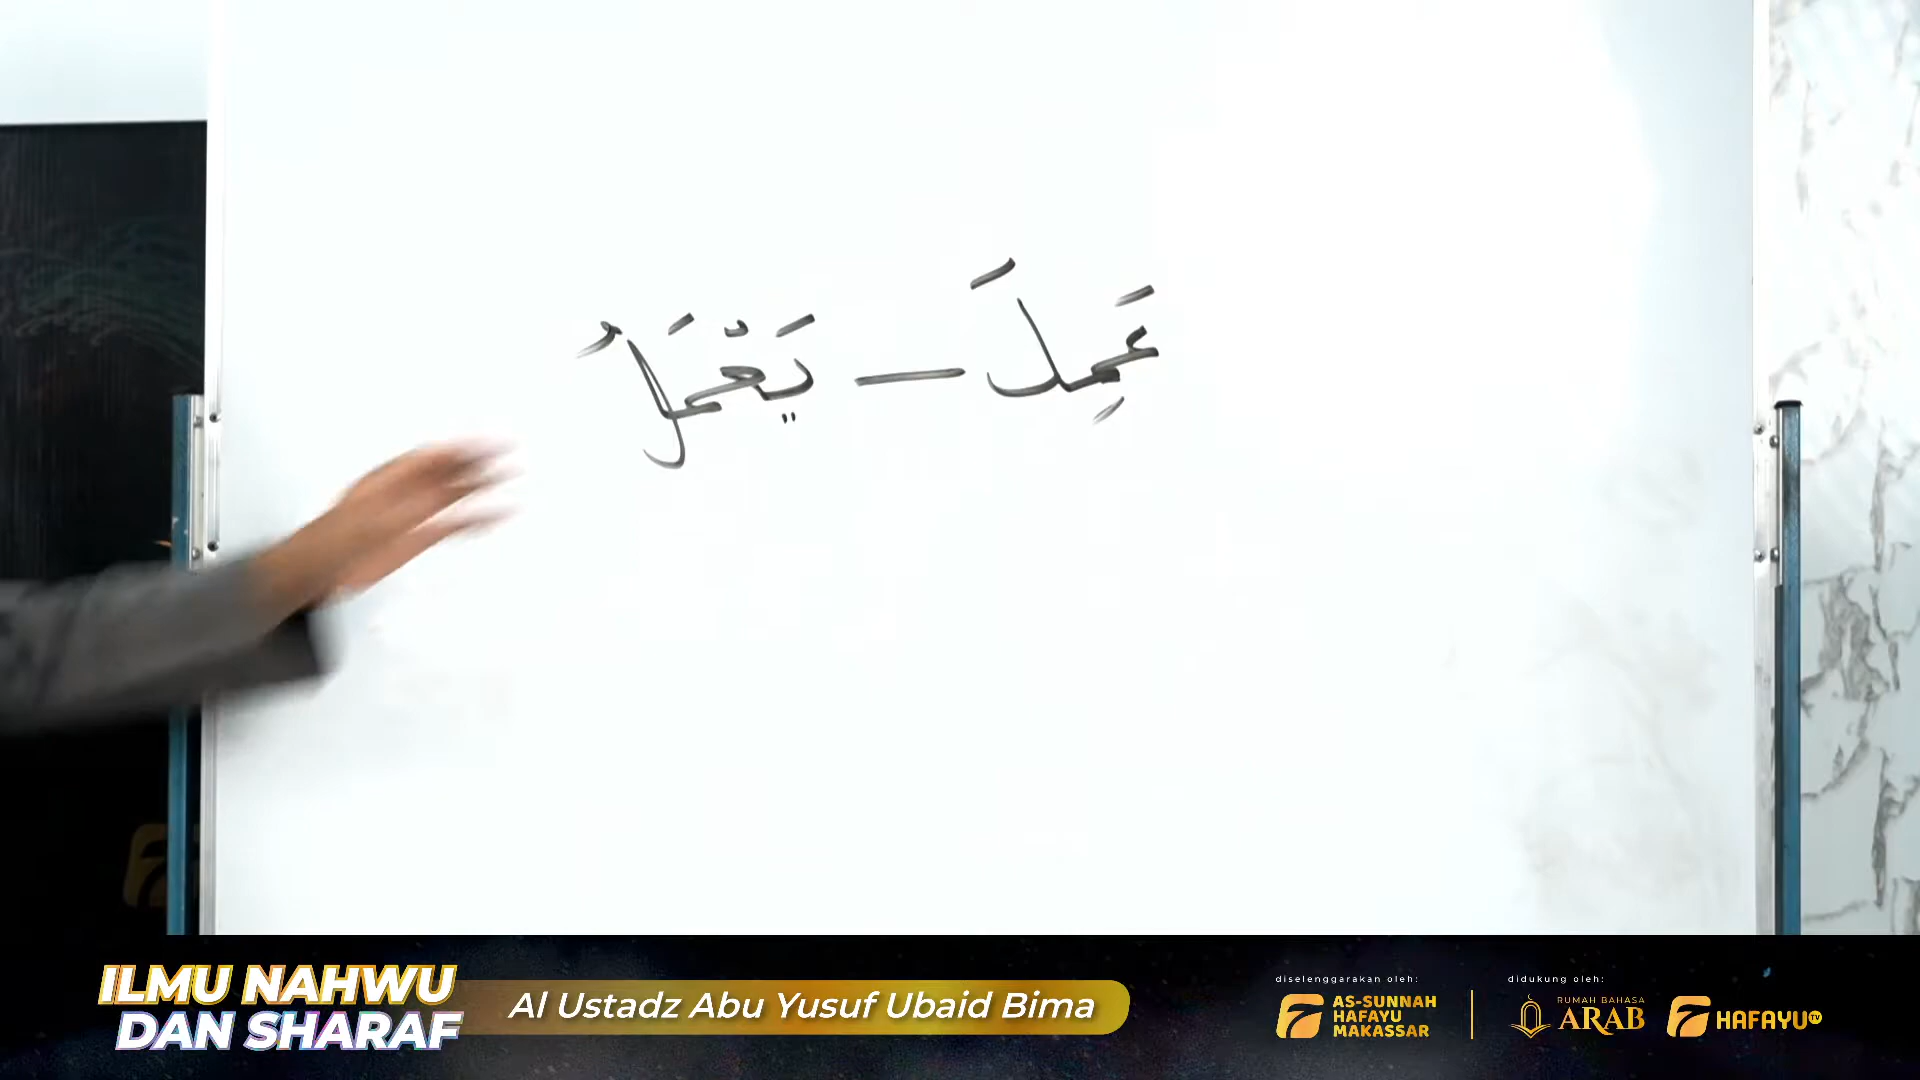 عَمِلَ – يَعْمَلُ
ILMU NAHWU
DAN SHARAF
Al Ustadz Abu Yusuf Ubaid Bima
diselenggarakan oleh:
AS-SUNNAH
HAFAYU
MAKASSAR
didukung oleh:
RUMAH BAHASA
ARAB
HAFAYU TV